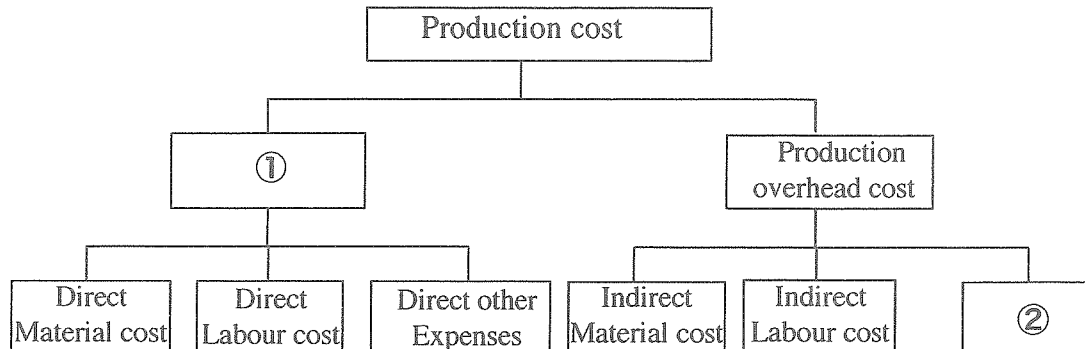 Production cost
①
Production
overhead cost
Direct
Material cost
Direct
Labour cost
Direct other
Expenses
Indirect
Material cost
Indirect
Labour cost
②